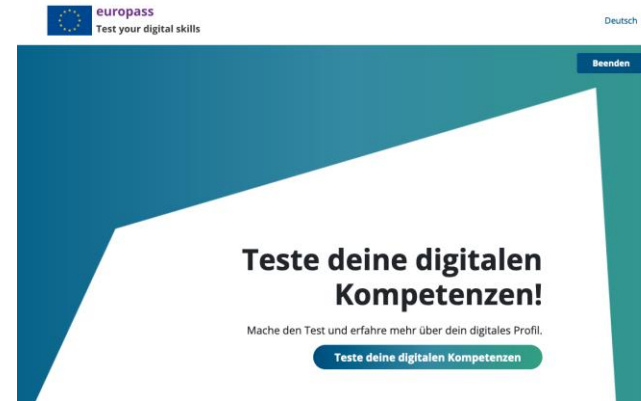 europass
Test your digital skills
Deutsch
Beenden
Teste deine digitalen
Kompetenzen!
Mache den Test und erfahre mehr über dein digitales Profil.
Teste deine digitalen Kompetenzen